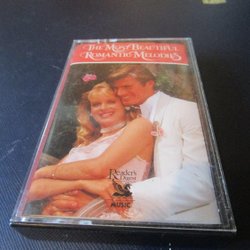 The Most Beautiful
Romantic Melodies
Reader's
Digest
MUSIC